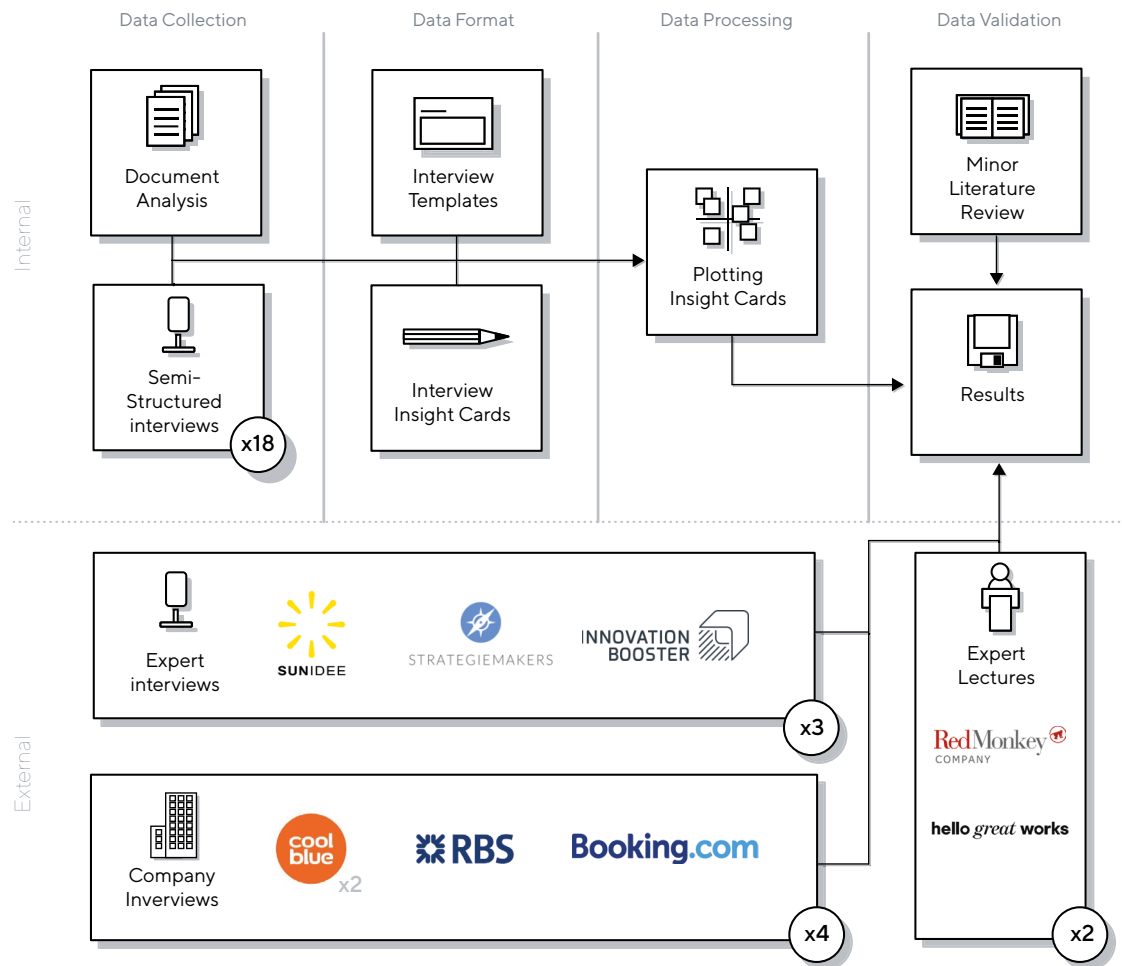 Data Collection
Data Format
Data Processing
Data Validation
Internal
Document
Analysis
Interview
Templates
Minor
Literature
Review
Plotting
Insight Cards
Semi-
Structured
interviews
x18
Interview
Insight Cards
Results
External
Expert
interviews
SUNIDEE
STRATEGIEMAKERS
INNOVATION
BOOSTER
x3
Expert
Lectures
RedMonkey
COMPANY
hello great works
x2
Company
Inverviews
cool
blue
x2
RBS
Booking.com
x4